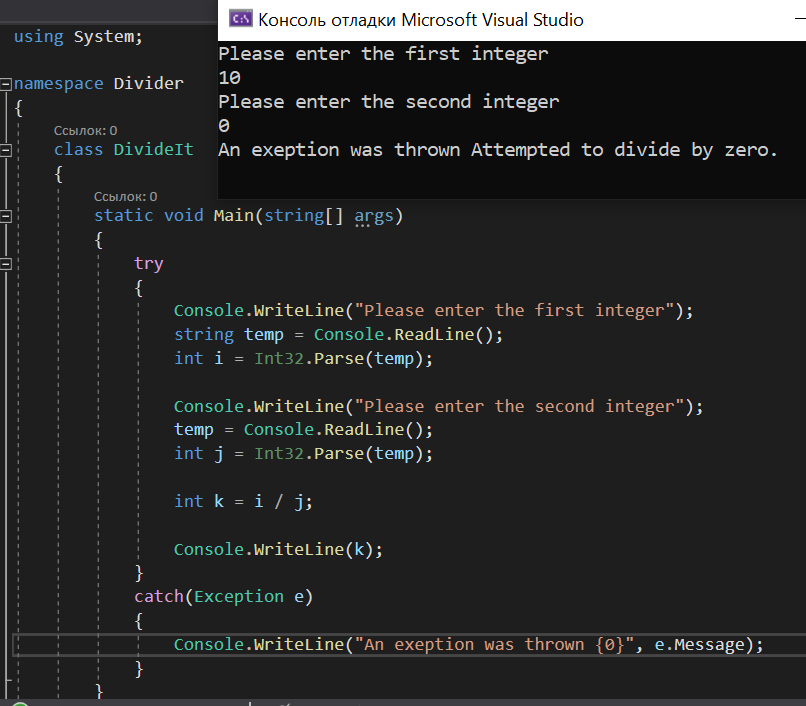 Консоль отладки Microsoft Visual Studio
Please enter the first integer
10
Please enter the second integer
0
An exeption was thrown Attempted to divide by zero.
using System;
namespace Divider
{
Ссылок: 0
class DivideIt
{
Ссылок: 0
static void Main(string[] args)
{
try
{
Console.WriteLine("Please enter the first integer");
string temp = Console.ReadLine();
int i = Int32.Parse(temp);
Console.WriteLine("Please enter the second integer");
temp = Console.ReadLine();
int j = Int32.Parse(temp);
int k = i / j;
Console.WriteLine(k);
}
catch(Exception e)
{
Console.WriteLine("An exeption was thrown {0}", e.Message);
}
}